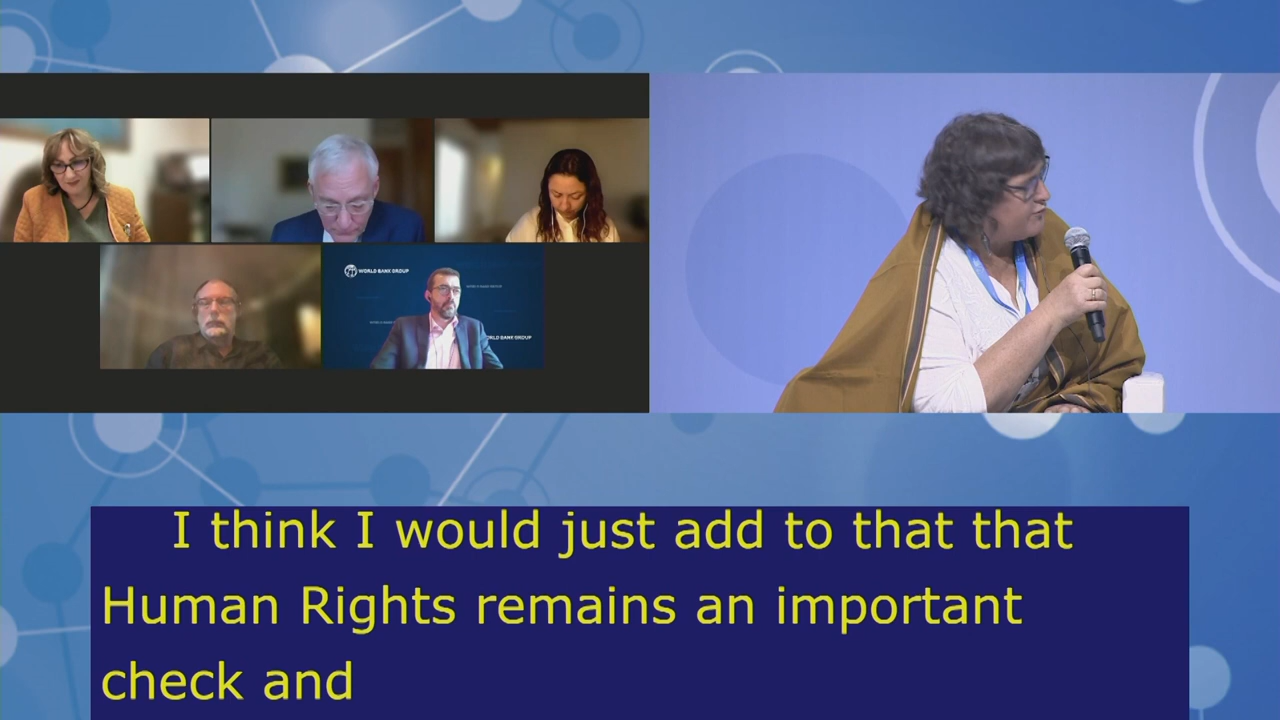 WORLD BANK GROUP
WORLD BANK GROUP
I think I would just add to that that
Human Rights remains an important
check and